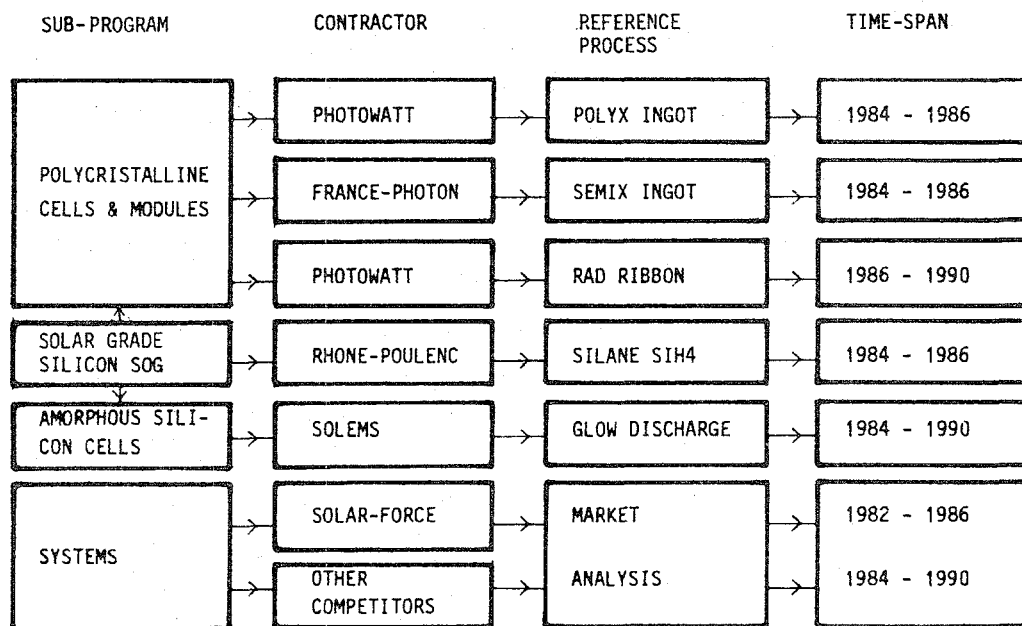 SUB-PROGRAM CONTRACTOR REFERENCE PROCESS TIME-SPAN
POLYCRISTALLINE
CELLS & MODULES
PHOTOWATT POLYX INGOT 1984 - 1986
FRANCE-PHOTON SEMIX INGOT 1984 - 1986
PHOTOWATT RAD RIBBON 1986 - 1990
SOLAR GRADE
SILICON SOG
RHONE-POULENC SILANE SIH4 1984 - 1986
AMORPHOUS SILI-
CON CELLS
SOLEMS GLOW DISCHARGE 1984 - 1990
SYSTEMS
SOLAR-FORCE MARKET 1982 - 1986
OTHER
COMPETITORS
ANALYSIS 1984 - 1990